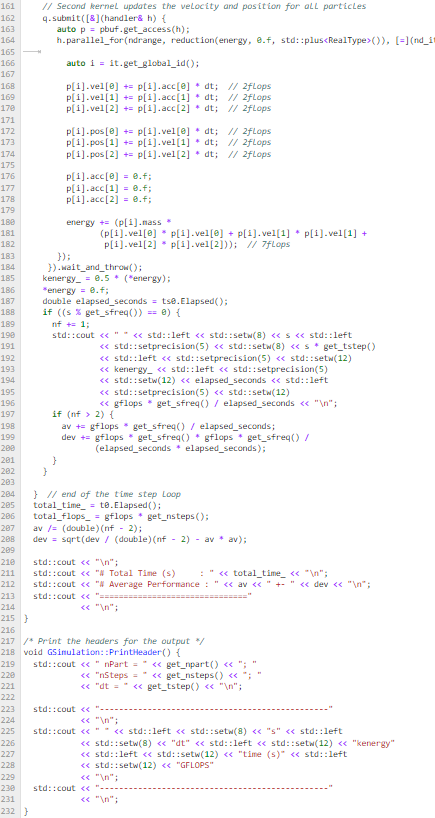 161 // Second kernel updates the velocity and position for all particles
162 q.submit([&](handler& h) {
163 auto p = pbuf.get_access(h);
164 h.parallel_for(ndrange, reduction(energy, 0.f, std::plus<RealType>()), [=](nd_it
165
166 auto i = it.get_global_id();
167
168 p[i].vel[0] += p[i].acc[0] * dt; // 2flops
169 p[i].vel[1] += p[i].acc[1] * dt; // 2flops
170 p[i].vel[2] += p[i].acc[2] * dt; // 2flops
171
172 p[i].pos[0] += p[i].vel[0] * dt; // 2flops
173 p[i].pos[1] += p[i].vel[1] * dt; // 2flops
174 p[i].pos[2] += p[i].vel[2] * dt; // 2flops
175
176 p[i].acc[0] = 0.f;
177 p[i].acc[1] = 0.f;
178 p[i].acc[2] = 0.f;
179
180 energy += (p[i].mass *
181 (p[i].vel[0] * p[i].vel[0] + p[i].vel[1] * p[i].vel[1] +
182 p[i].vel[2] * p[i].vel[2])); // 7flops
183 });
184 }).wait_and_throw();
185 kenergy_ = 0.5 * (*energy);
186 *energy = 0.f;
187 double elapsed_seconds = ts0.Elapsed();
188 if ((s % get_sfreq()) == 0) {
189 nf += 1;
190 std::cout << " " << std::left << std::setw(8) << s << std::left
191 << std::setprecision(5) << std::setw(8) << s * get_tstep()
192 << std::left << std::setprecision(5) << std::setw(12)
193 << kenergy_ << std::left << std::setprecision(5)
194 << std::setw(12) << elapsed_seconds << std::left
195 << std::setprecision(5) << std::setw(12)
196 << gflops * get_sfreq() / elapsed_seconds << "\n";
197 if (nf > 2) {
198 av += gflops * get_sfreq() / elapsed_seconds;
199 dev += gflops * get_sfreq() * gflops * get_sfreq() /
200 (elapsed_seconds * elapsed_seconds);
201 }
202 }
203
204 } // end of the time step loop
205 total_time_ = t0.Elapsed();
206 total_flops_ = gflops * get_nsteps();
207 av /= (double)(nf - 2);
208 dev = sqrt(dev / (double)(nf - 2) - av * av);
209
210 std::cout << "\n";
211 std::cout << "# Total Time (s) : " << total_time_ << "\n";
212 std::cout << "# Average Performance : " << av << " +- " << dev << "\n";
213 std::cout << "==============================="
214 << "\n";
215 }
216
217 /* Print the headers for the output */
218 void GSimulation::PrintHeader() {
219 std::cout << " nPart = " << get_npart() << "; "
220 << "nSteps = " << get_nsteps() << "; "
221 << "dt = " << get_tstep() << "\n";
222
223 std::cout << "------------------------------------------------"
224 << "\n";
225 std::cout << " " << std::left << std::setw(8) << "s" << std::left
226 << std::setw(8) << "dt" << std::left << std::setw(12) << "kenergy"
227 << std::left << std::setw(12) << "time (s)" << std::left
228 << std::setw(12) << "GFLOPS"
229 << "\n";
230 std::cout << "------------------------------------------------"
231 << "\n";
232 }